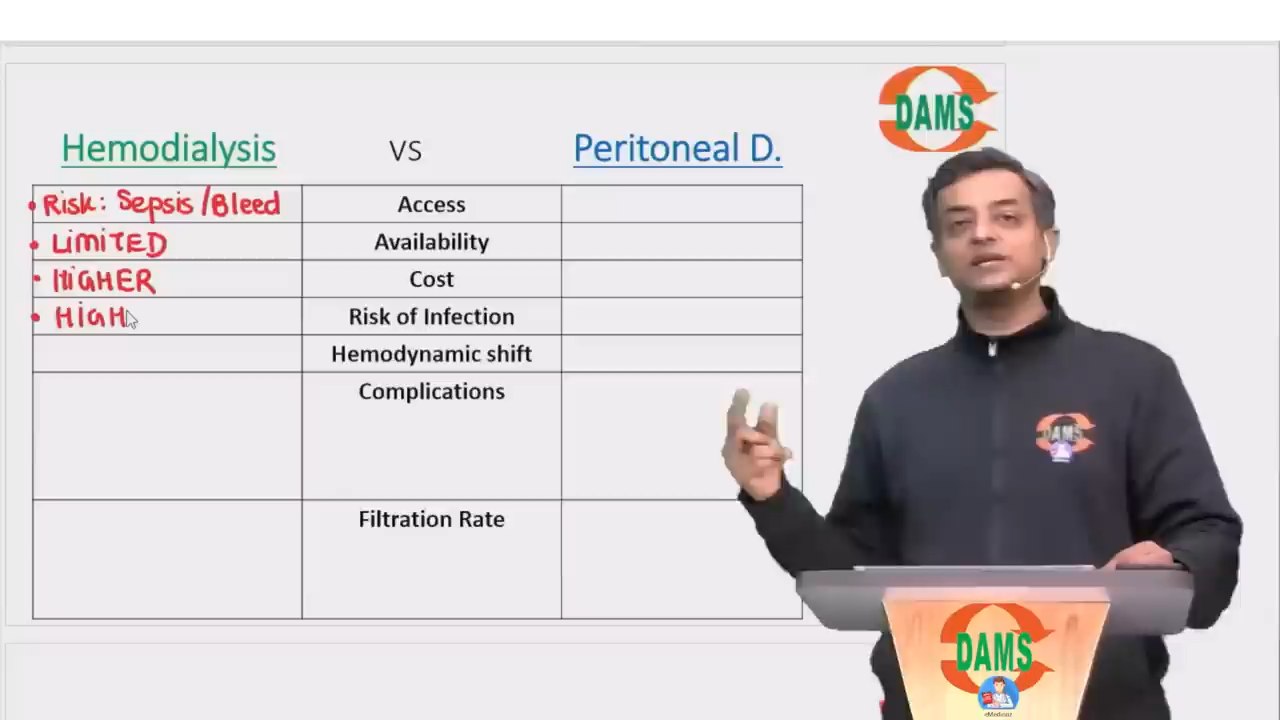 DAMS
Hemodialysis VS Peritoneal D.
• Risk: Sepsis/Bleed Access
• LIMITED Availability
• HIGHER Cost
• HIGH Risk of Infection
Hemodynamic shift
Complications
DAMS
Filtration Rate
DAMS
eMedicoz